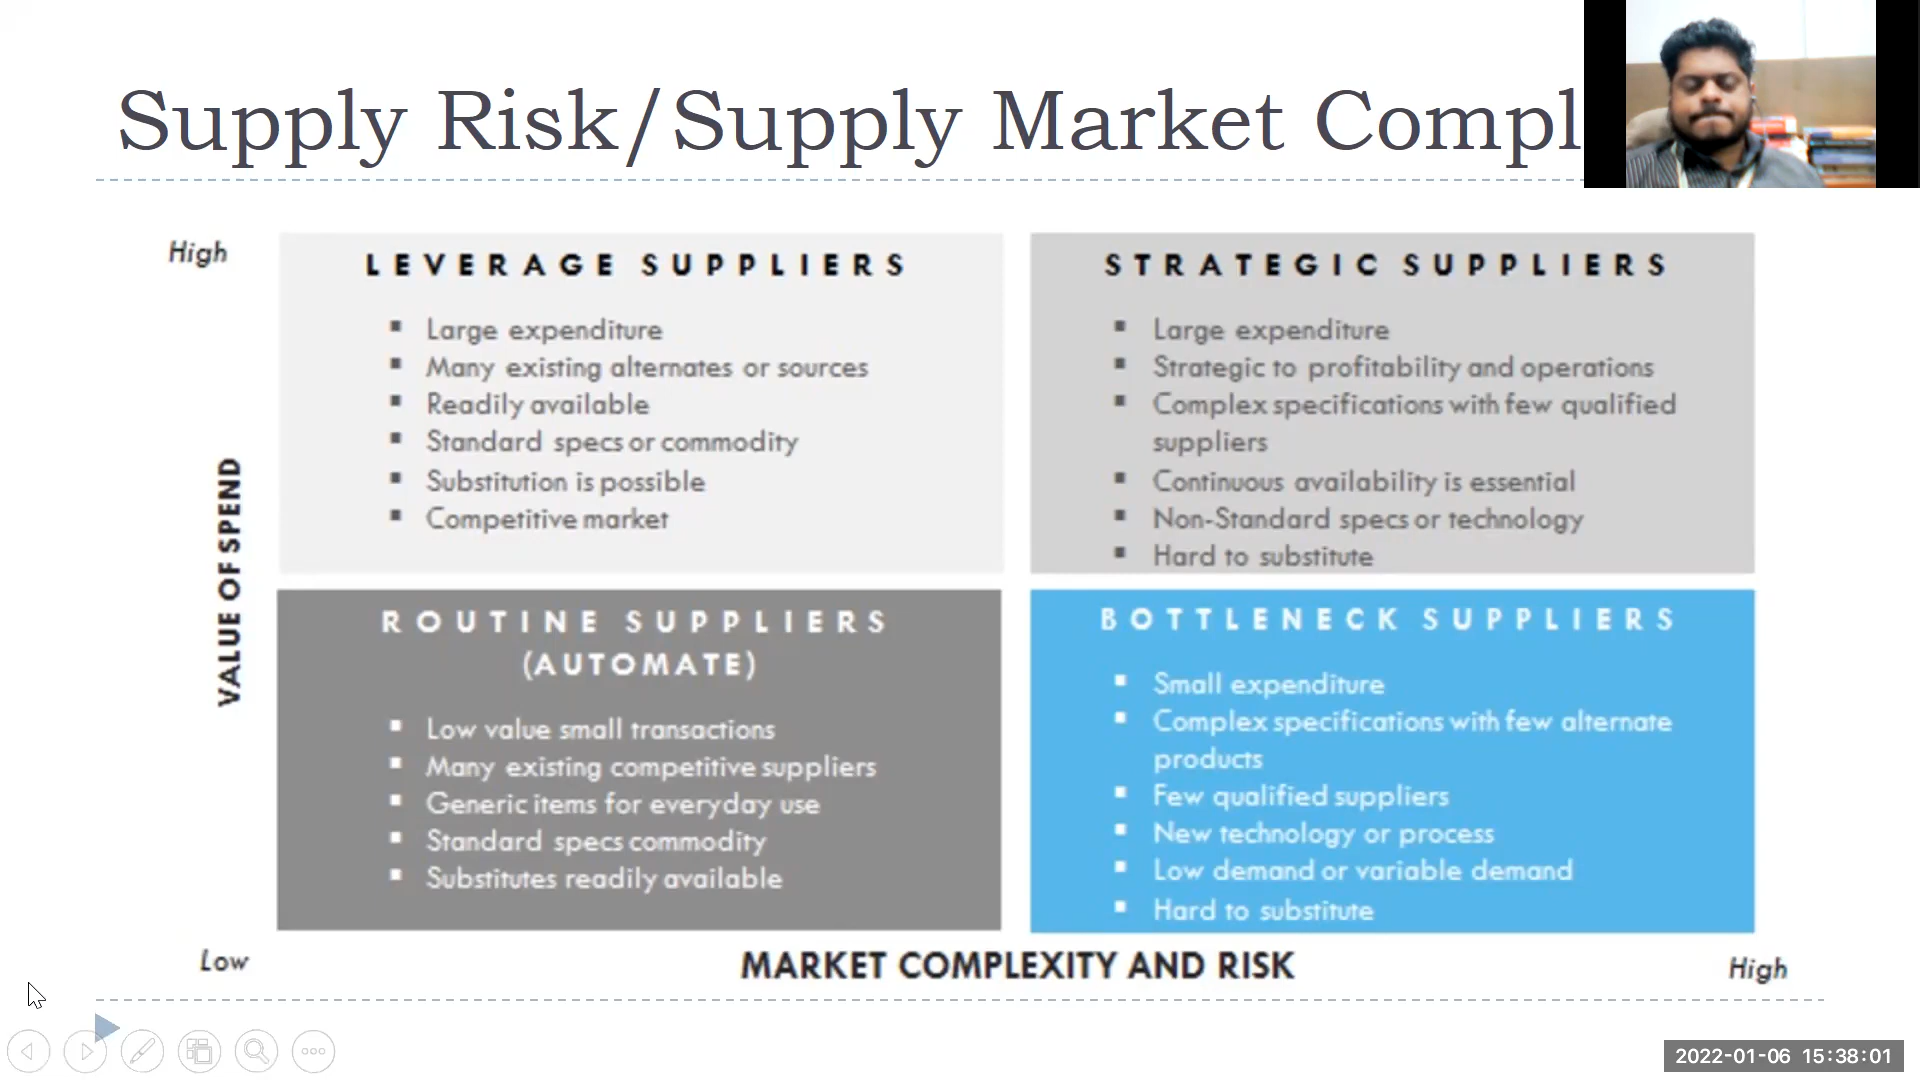 Supply Risk/Supply Market Compl
High
LEVERAGE SUPPLIERS
Large expenditure
Many existing alternates or sources
Readily available
Standard specs or commodity
Substitution is possible
Competitive market
STRATEGIC SUPPLIERS
Large expenditure
Strategic to profitability and operations
Complex specifications with few qualified
suppliers
Continuous availability is essential
Non-Standard specs or technology
Hard to substitute
VALUE OF SPEND
ROUTINE SUPPLIERS
(AUTOMATE)
Low value small transactions
Many existing competitive suppliers
Generic items for everyday use
Standard specs commodity
Substitutes readily available
BOTTLENECK SUPPLIERS
Small expenditure
Complex specifications with few alternate
products
Few qualified suppliers
New technology or process
Low demand or variable demand
Hard to substitute
Low
MARKET COMPLEXITY AND RISK
High
2022-01-06 15:38:01